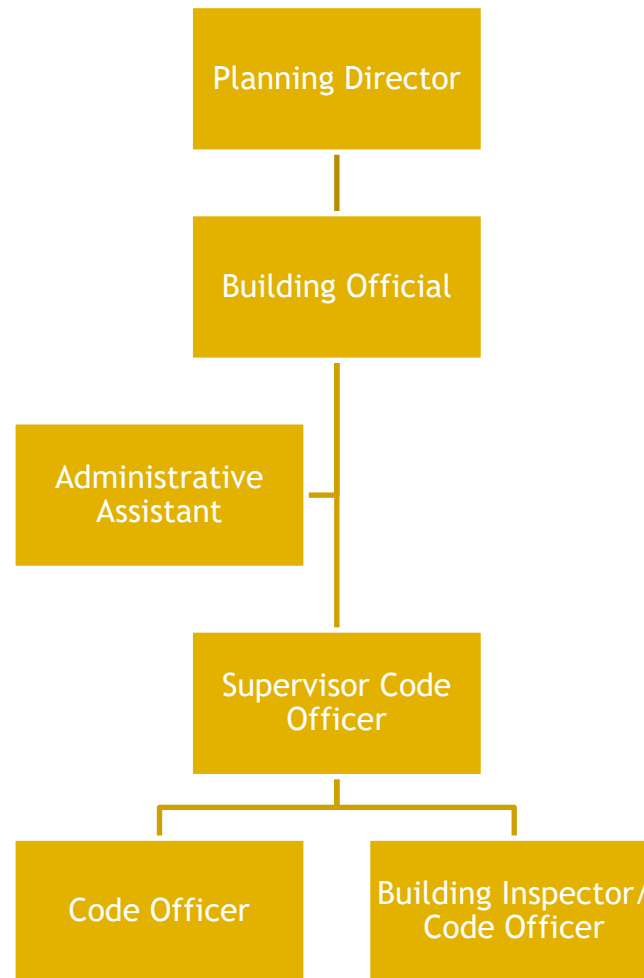 Planning Director
Building Official
Administrative
Assistant
Supervisor Code
Officer
Code Officer
Building Inspector/
Code Officer